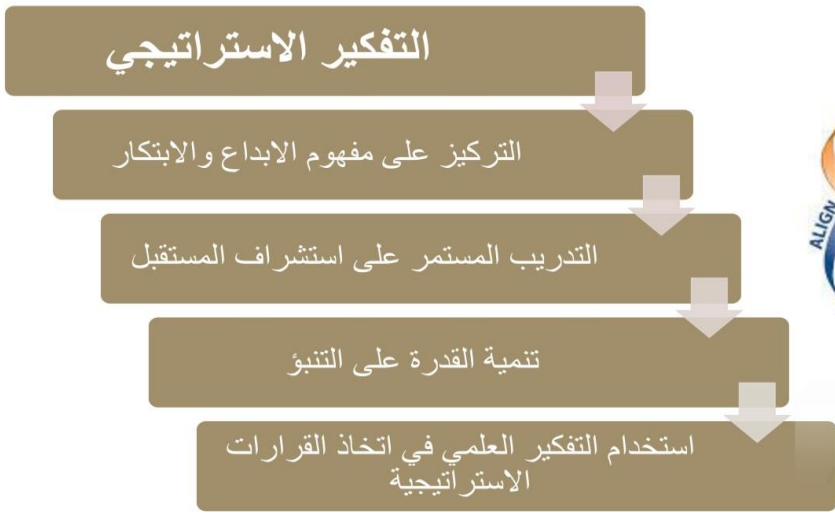 التفكير الاستراتيجي
التركيز على مفهوم الابداع والابتكار
التدريب المستمر على استشراف المستقبل
تنمية القدرة على التنبؤ
استخدام التفكير العلمي في اتخاذ القرارات
الاستراتيجية
ALIGN